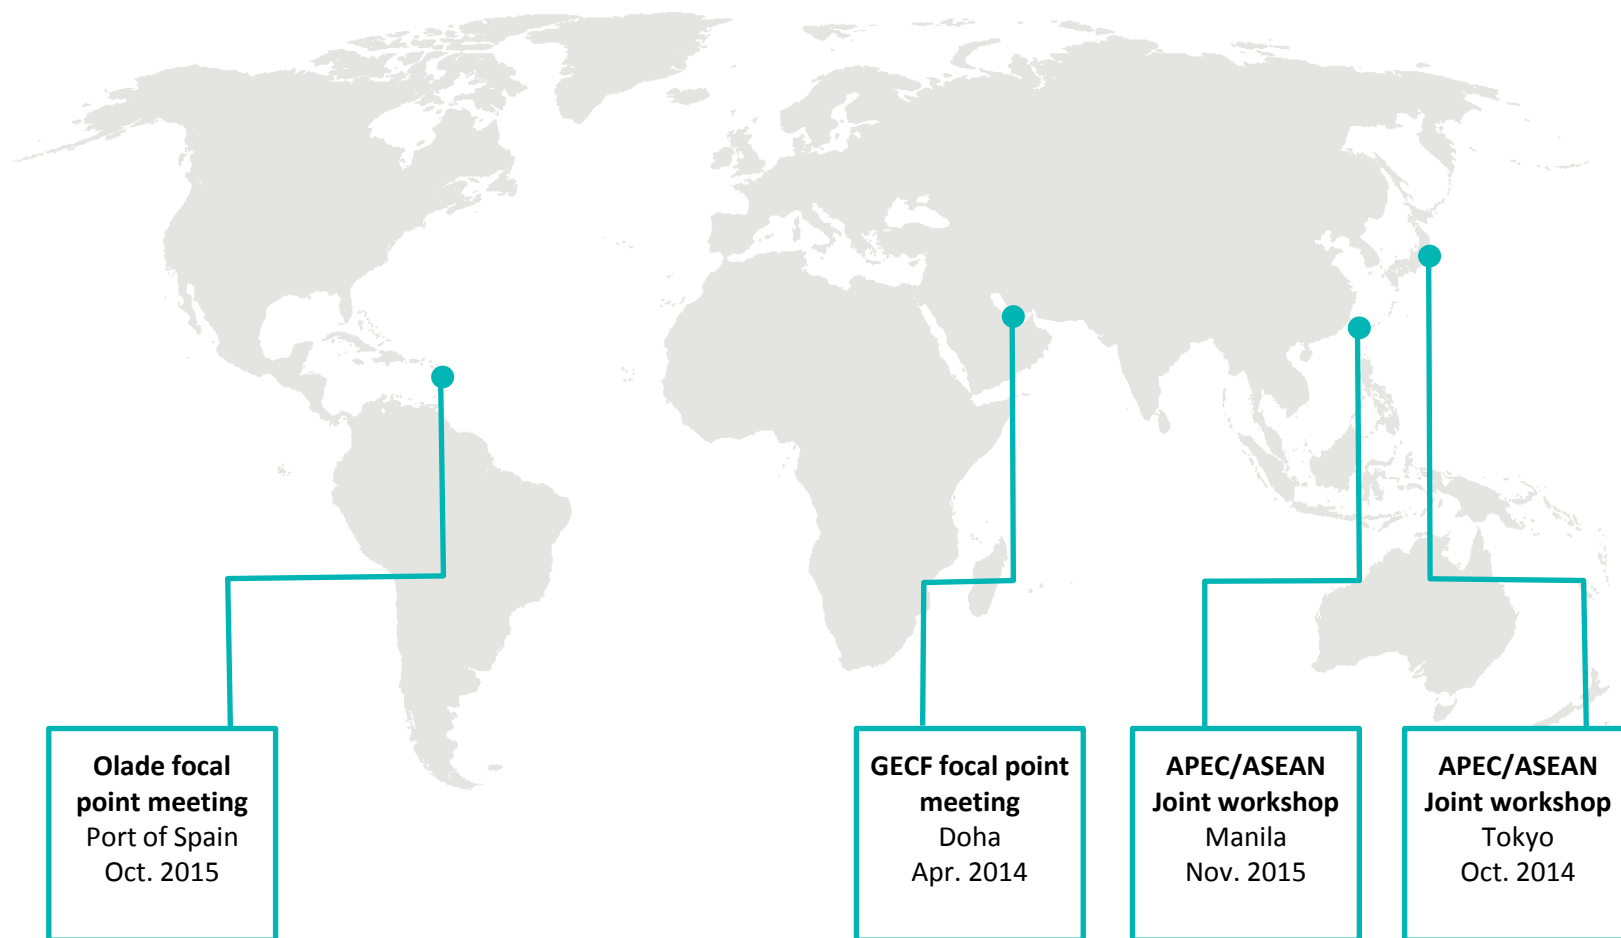 Olade focal
point meeting
Port of Spain
Oct. 2015
GECF focal point
meeting
Doha
Apr. 2014
APEC/ASEAN
Joint workshop
Manila
Nov. 2015
APEC/ASEAN
Joint workshop
Tokyo
Oct. 2014